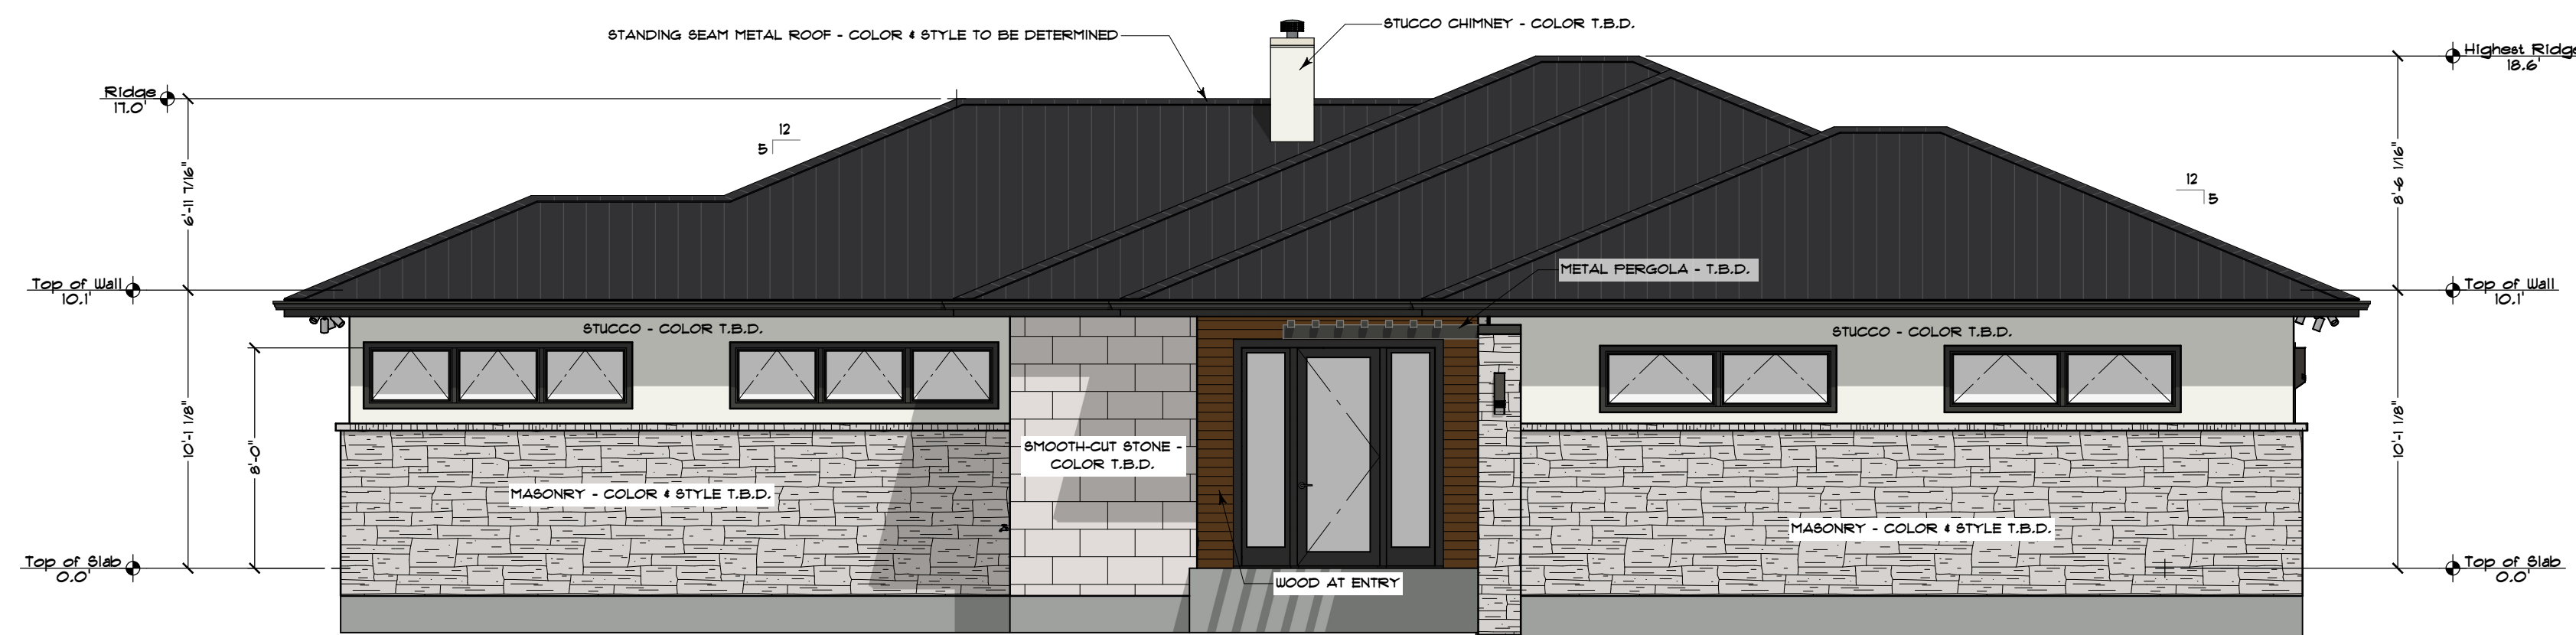 STUCCO CHIMNEY - COLOR T.B.D.
STANDING SEAM METAL ROOF - COLOR & STYLE TO BE DETERMINED
Highest Ridge
18.6'
Ridge
17.0'
12
5
12
5
6'-11 7/16"
8'-6 1/16"
METAL PERGOLA - T.B.D.
Top of Wall
10.1'
Top of Wall
10.1'
STUCCO - COLOR T.B.D.
STUCCO - COLOR T.B.D.
10'-1 1/8"
8'-0"
10'-1 1/8"
SMOOTH-CUT STONE -
COLOR T.B.D.
MASONRY - COLOR & STYLE T.B.D.
MASONRY - COLOR & STYLE T.B.D.
Top of Slab
0.0'
Top of Slab
0.0'
WOOD AT ENTRY